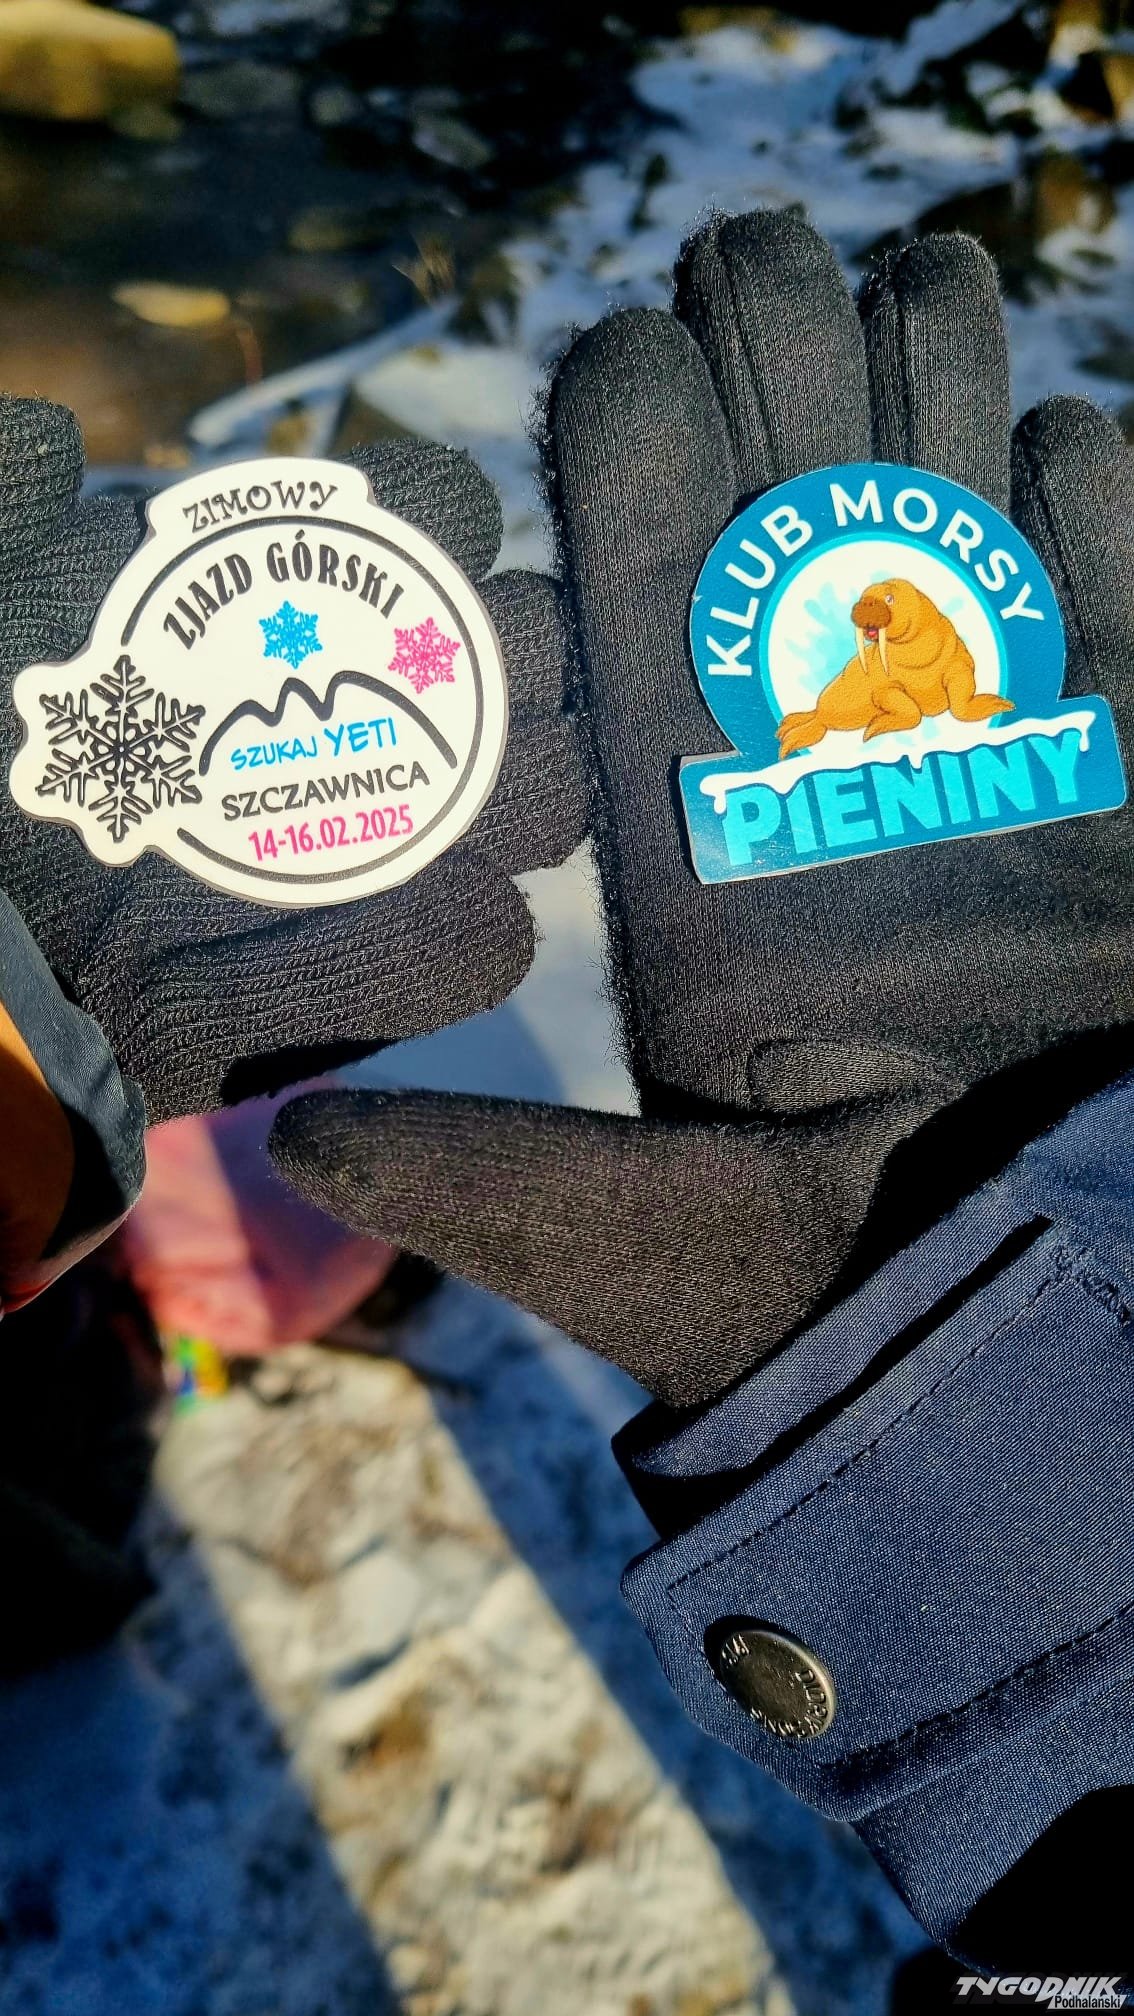 ZIMOWY
ZJAZD GÓRSKI
SZUKAJ YETI
SZCZAWNICA
14-16.02.2025
KLUB MORSY
PIENINY
TYGODNIK
Podhalański